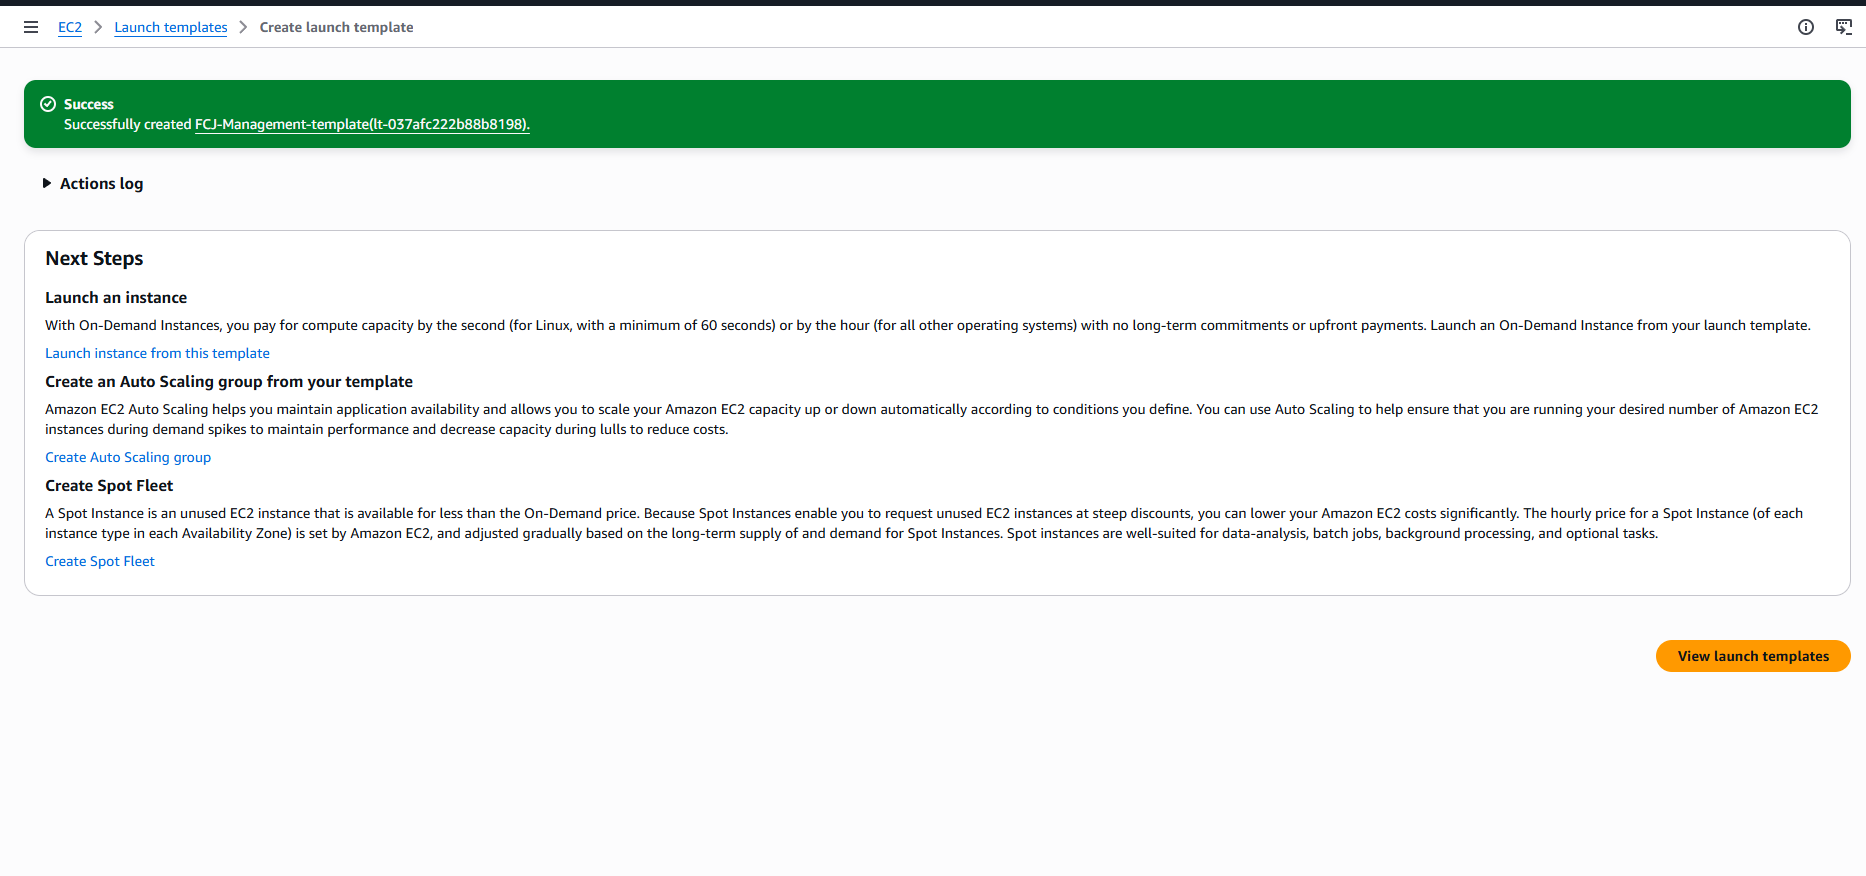 EC2 > Launch templates > Create launch template
Success
Successfully created FCJ-Management-template(lt-037afc222b88b8198).
Actions log
Next Steps
Launch an instance
With On-Demand Instances, you pay for compute capacity by the second (for Linux, with a minimum of 60 seconds) or by the hour (for all other operating systems) with no long-term commitments or upfront payments. Launch an On-Demand Instance from your launch template.
Launch instance from this template
Create an Auto Scaling group from your template
Amazon EC2 Auto Scaling helps you maintain application availability and allows you to scale your Amazon EC2 capacity up or down automatically according to conditions you define. You can use Auto Scaling to help ensure that you are running your desired number of Amazon EC2
instances during demand spikes to maintain performance and decrease capacity during lulls to reduce costs.
Create Auto Scaling group
Create Spot Fleet
A Spot Instance is an unused EC2 instance that is available for less than the On-Demand price. Because Spot Instances enable you to request unused EC2 instances at steep discounts, you can lower your Amazon EC2 costs significantly. The hourly price for a Spot Instance (of each
instance type in each Availability Zone) is set by Amazon EC2, and adjusted gradually based on the long-term supply of and demand for Spot Instances. Spot instances are well-suited for data-analysis, batch jobs, background processing, and optional tasks.
Create Spot Fleet
View launch templates